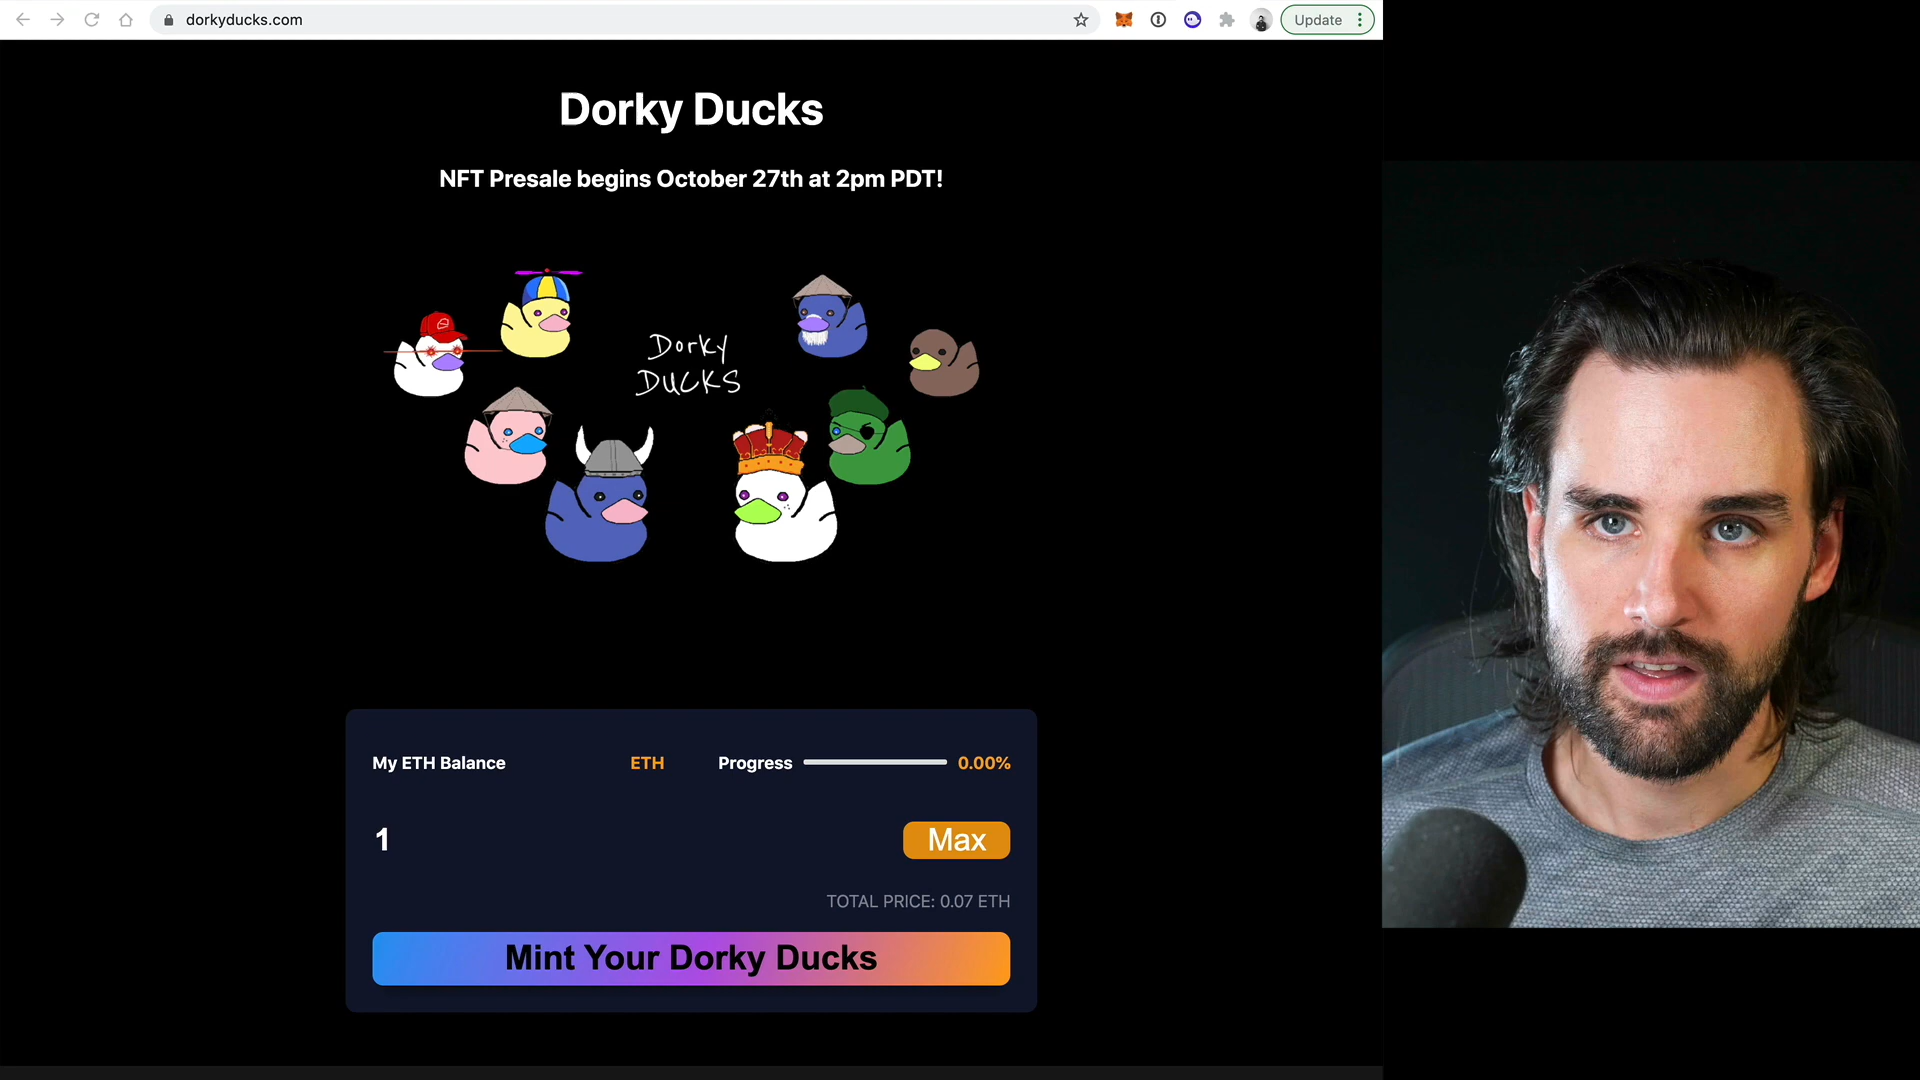 dorkyducks.com
Update
Dorky Ducks
NFT Presale begins October 27th at 2pm PDT!
Dorky
DUCKS
My ETH Balance ETH Progress 0.00%
1 Max
TOTAL PRICE: 0.07 ETH
Mint Your Dorky Ducks